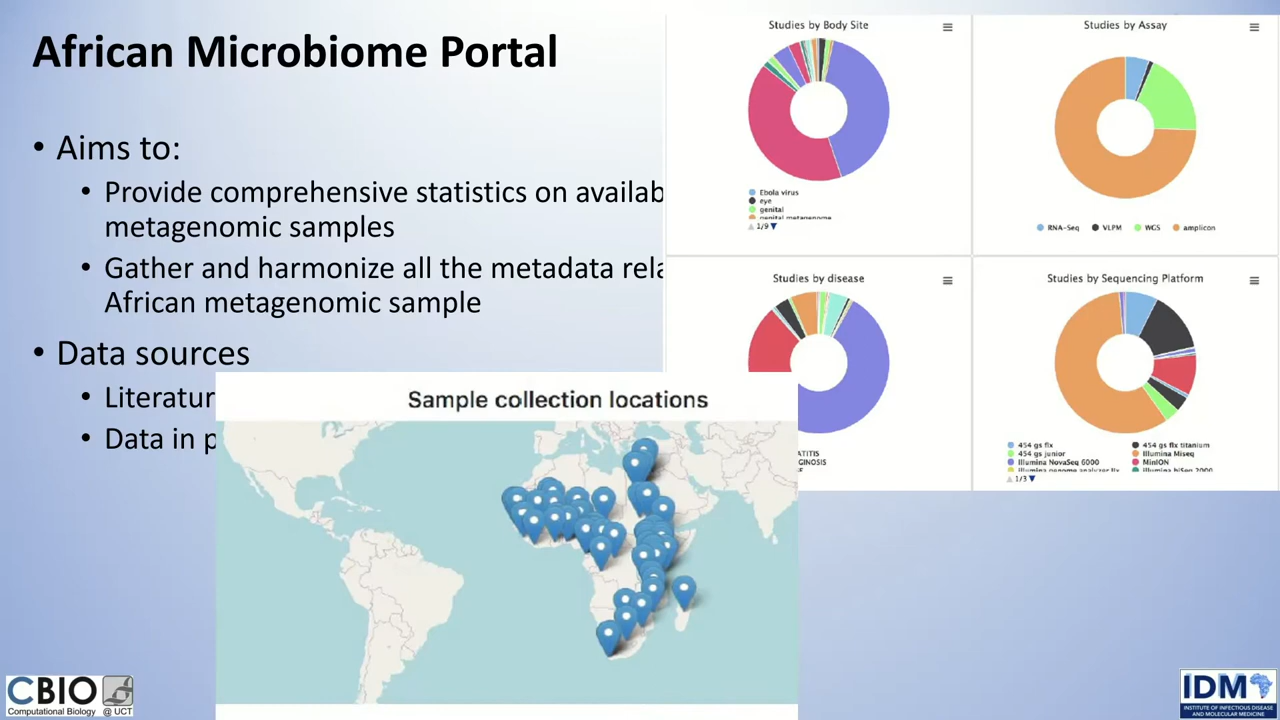 African Microbiome Portal
• Aims to:
• Provide comprehensive statistics on availab
metagenomic samples
• Gather and harmonize all the metadata rela
African metagenomic sample
• Data sources
• Literatur
• Data in p
Studies by Body Site
Ebola virus
eye
genital
genital metagenome
1/9
Studies by Assay
RNA-Seq VLPM WGS amplicon
Studies by disease
ATITIS
GINOSIS
Studies by Sequencing Platform
454 gs flx 454 gs flx titanium
454 gs junior Illumina Miseq
Illumina NovaSeq 6000 MinION
Illumina genome analyzer iix Illumina hiSeq 2000
1/3
Sample collection locations
CBIO
Computational Biology @ UCT
IDM
INSTITUTE OF INFECTIOUS DISEASE
AND MOLECULAR MEDICINE